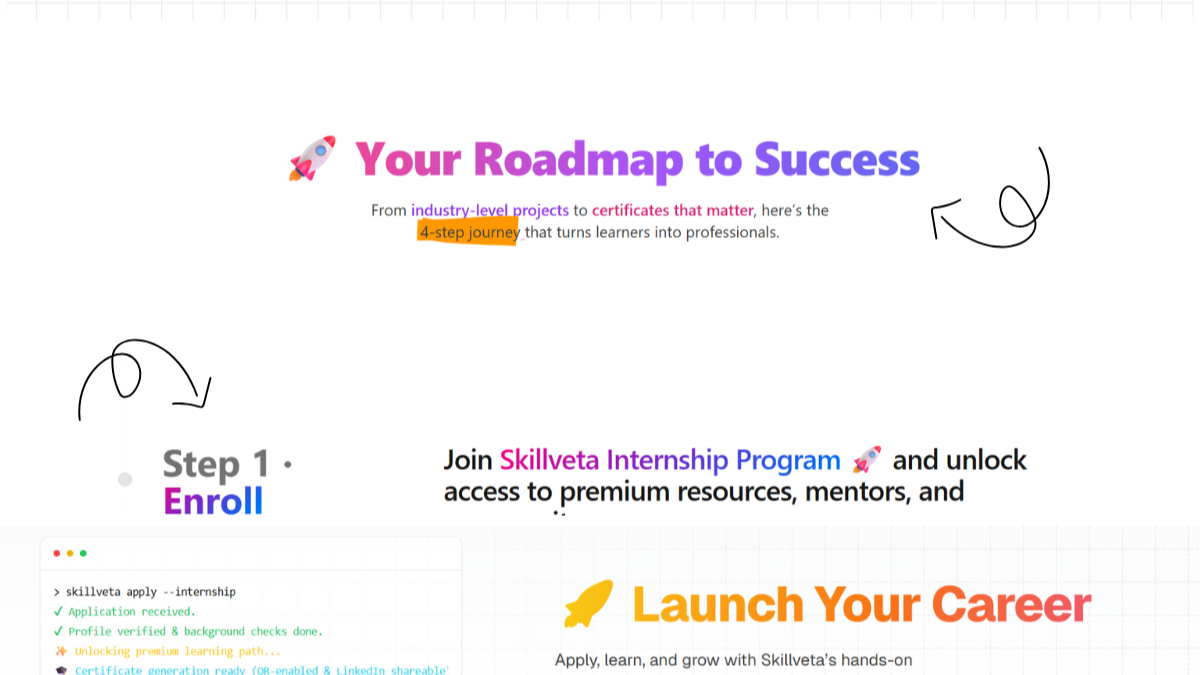 🚀 Your Roadmap to Success
From industry-level projects to certificates that matter, here’s the
4-step journey that turns learners into professionals.
Step 1 ·
Enroll
Join Skillveta Internship Program 🚀 and unlock
access to premium resources, mentors, and
> skillveta apply --internship
✓ Application received.
✓ Profile verified & background checks done.
✨ Unlocking premium learning path...
🎓 Certificate generation ready (QR-enabled & LinkedIn shareable
Launch Your Career
Apply, learn, and grow with Skillveta’s hands-on